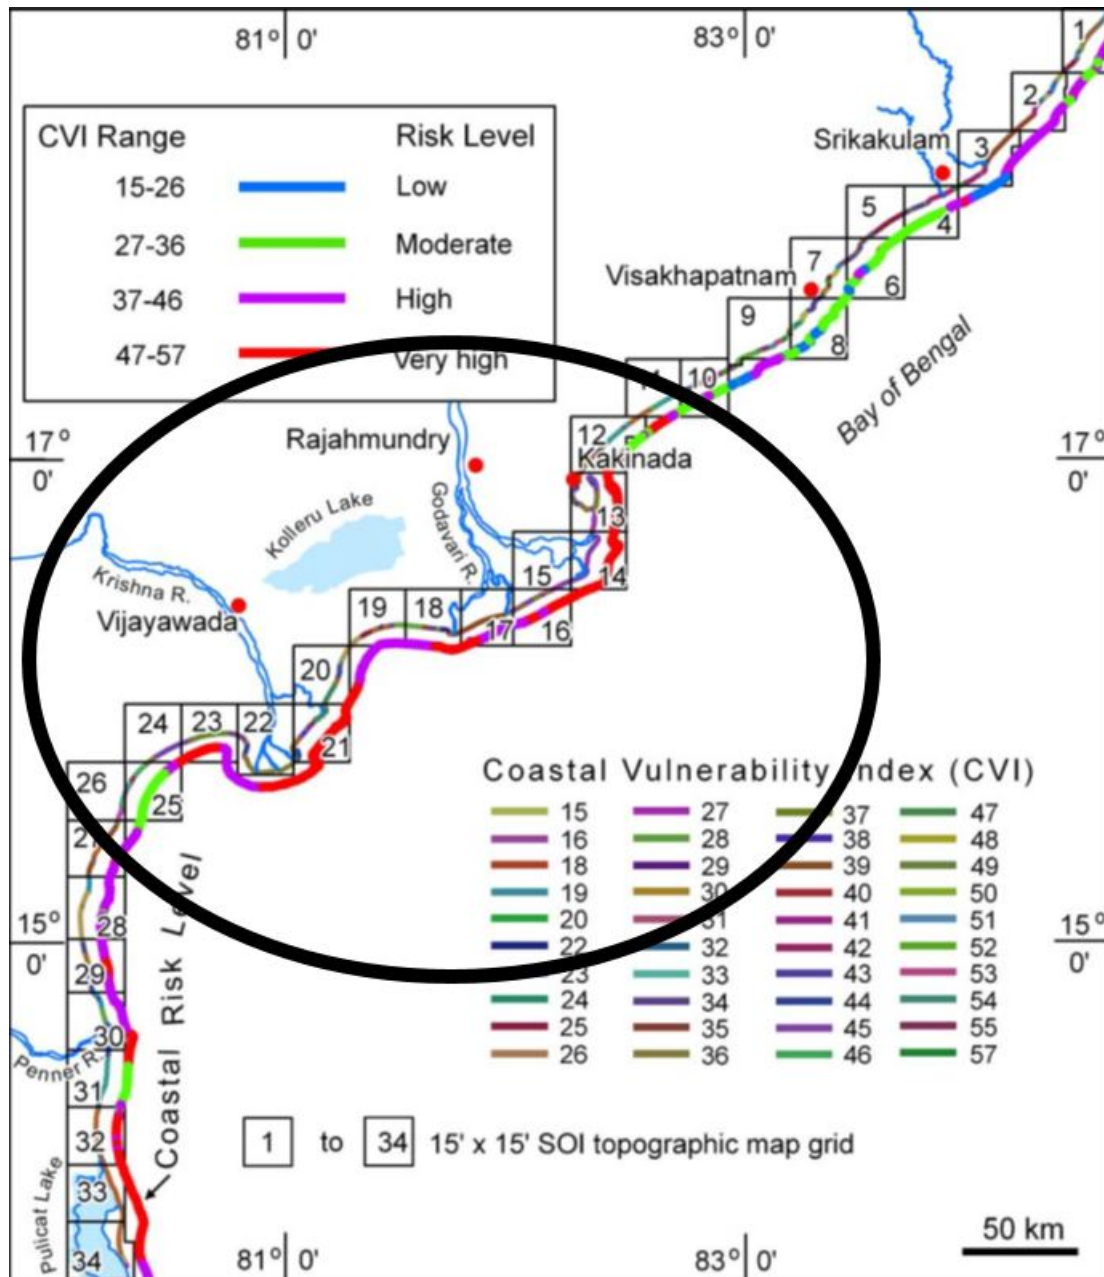 81° 0'
83° 0'
CVI Range Risk Level
15-26 Low
27-36 Moderate
37-46 High
47-57 Very high
1
2
Srikakulam
3
5
4
7
Visakhapatnam
6
9
8
Bay of Bengal
11
10
17° 0'
Rajahmundry
12
Kakinada
17° 0'
Kolleru Lake
Godavari R.
13
Krishna R.
15
14
Vijayawada
19
18
17
16
20
24
23
22
21
26
25
27
Coastal Vulnerability Index (CVI)
15 27 37 47
16 28 38 48
18 29 39 49
19 30 40 50
20 31 41 51
22 32 42 52
23 33 43 53
24 34 44 54
25 35 45 55
26 36 46 57
15° 0'
28
15° 0'
29
Coastal Risk Level
30
Penner R.
31
32
1 to 34 15' x 15' SOI topographic map grid
33
Pulicat Lake
34
50 km
81° 0'
83° 0'